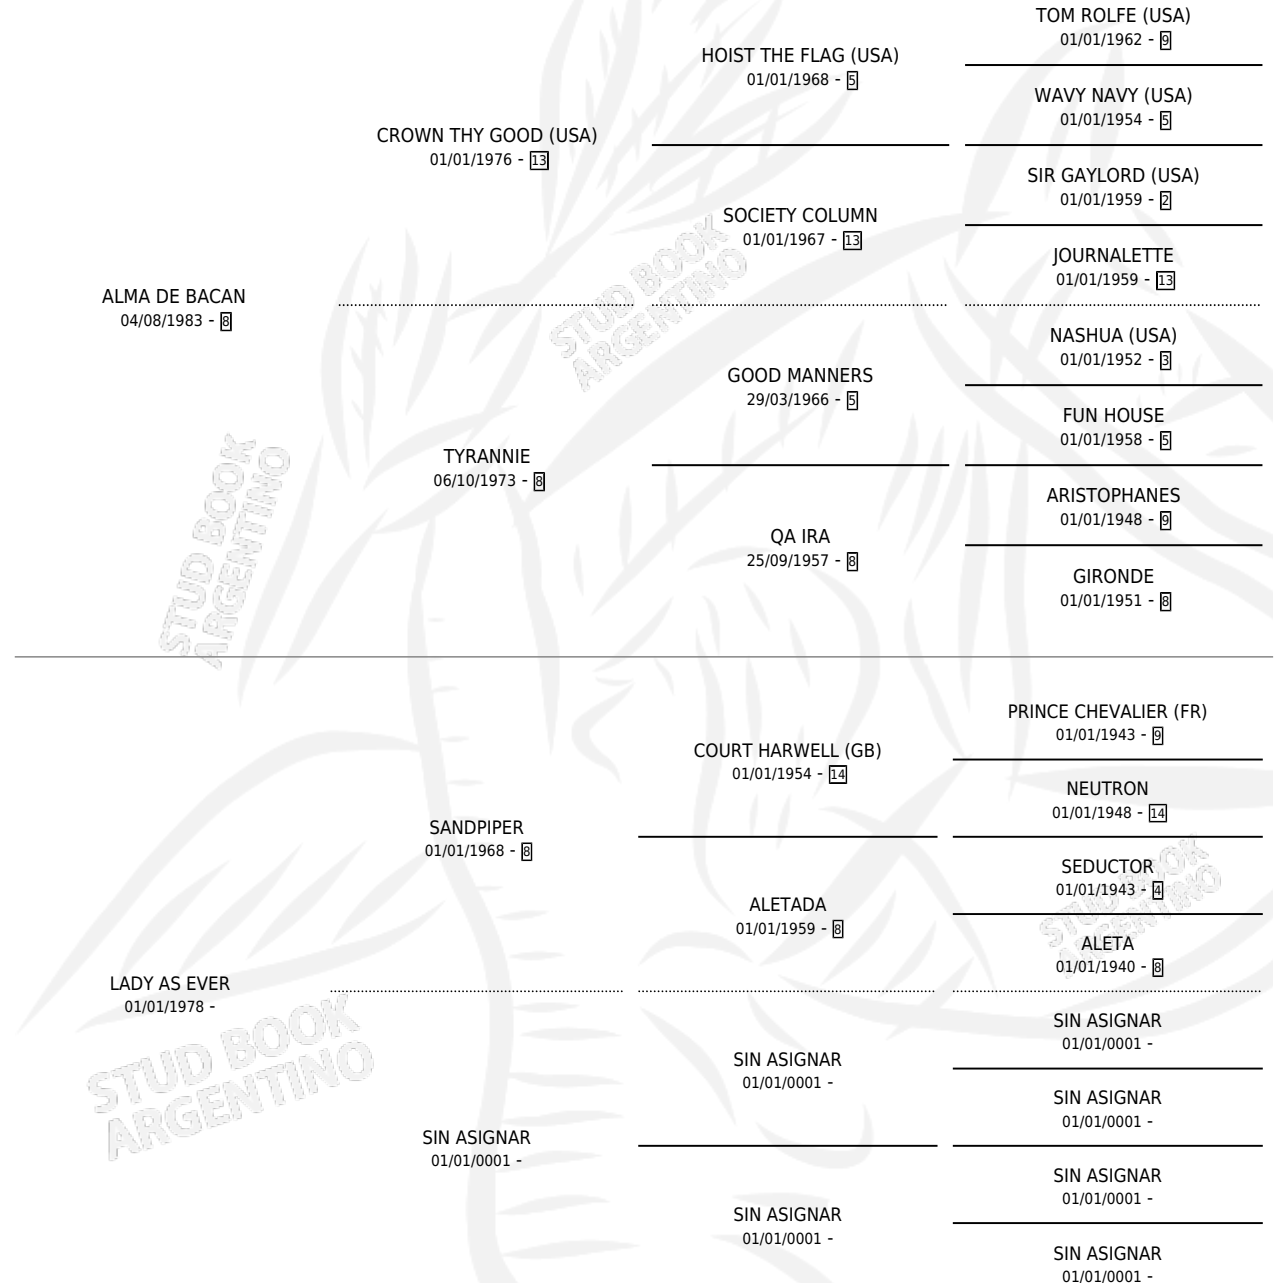 TOM ROLFE (USA)
01/01/1962 - 9
HOIST THE FLAG (USA)
01/01/1968 - 5
WAVY NAVY (USA)
01/01/1954 - 5
CROWN THY GOOD (USA)
01/01/1976 - 13
SIR GAYLORD (USA)
01/01/1959 - 2
SOCIETY COLUMN
01/01/1967 - 13
JOURNALETTE
01/01/1959 - 13
ALMA DE BACAN
04/08/1983 - 8
NASHUA (USA)
01/01/1952 - 3
GOOD MANNERS
29/03/1966 - 5
FUN HOUSE
01/01/1958 - 5
TYRANNIE
06/10/1973 - 8
ARISTOPHANES
01/01/1948 - 9
QA IRA
25/09/1957 - 8
GIRONDE
01/01/1951 - 8
STUD BOOK
ARGENTINO
STUD BOOK
ARGENTINO
PRINCE CHEVALIER (FR)
01/01/1943 - 9
COURT HARWELL (GB)
01/01/1954 - 14
NEUTRON
01/01/1948 - 14
SANDPIPER
01/01/1968 - 8
SEDUCTOR
01/01/1943 - 4
ALETADA
01/01/1959 - 8
ALETA
01/01/1940 - 8
STUD BOOK
ARGENTINO
LADY AS EVER
01/01/1978 -
SIN ASIGNAR
01/01/0001 -
SIN ASIGNAR
01/01/0001 -
SIN ASIGNAR
01/01/0001 -
STUD BOOK
ARGENTINO
SIN ASIGNAR
01/01/0001 -
SIN ASIGNAR
01/01/0001 -
SIN ASIGNAR
01/01/0001 -
SIN ASIGNAR
01/01/0001 -